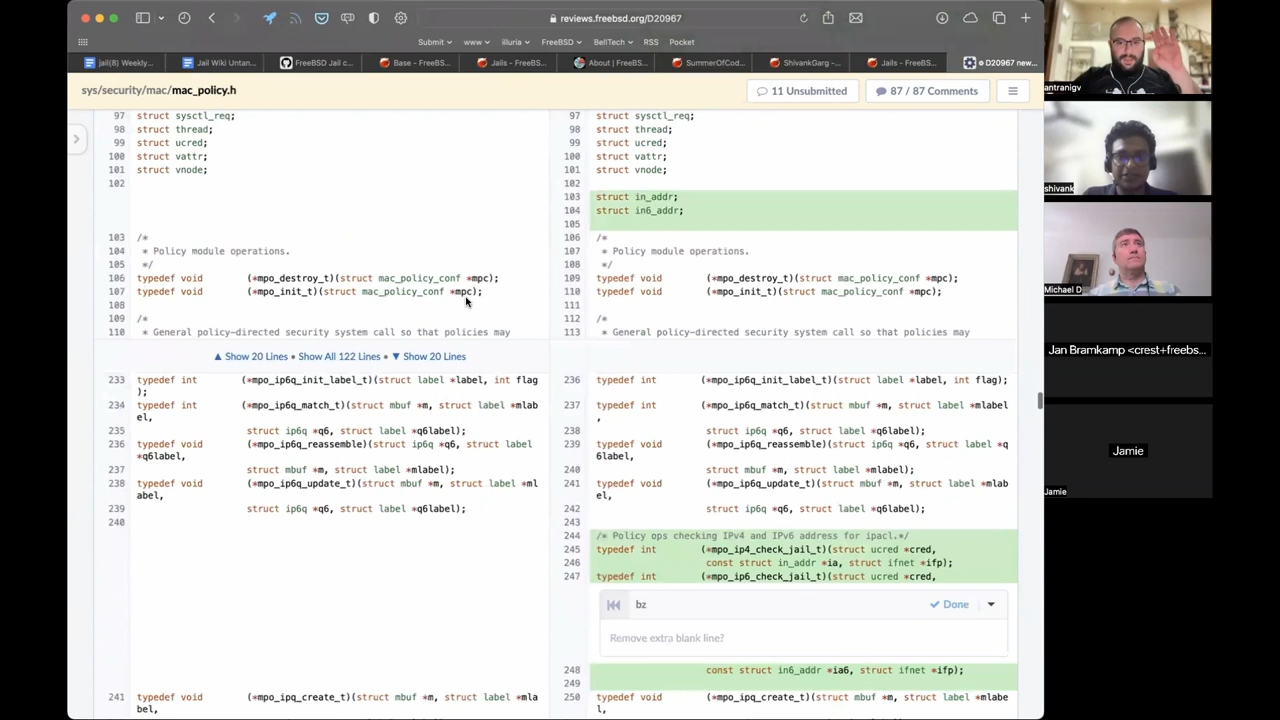 reviews.freebsd.org/D20967
Submit
www
illuria
FreeBSD
BellTech
RSS
Pocket
jail(8) Weekly...
Jail Wiki Untan...
FreeBSD Jail c...
Base – FreeBS...
Jails – FreeBS...
About | FreeBS...
SummerOfCod...
ShivankGarg -...
Jails – FreeBS...
D20967 new...
sys/security/mac/mac_policy.h
11 Unsubmitted
87 / 87 Comments
97 struct sysctl_req;
98 struct thread;
99 struct ucred;
100 struct vattr;
101 struct vnode;
102
103 /*
104 * Policy module operations.
105 */
106 typedef void (*mpo_destroy_t)(struct mac_policy_conf *mpc);
107 typedef void (*mpo_init_t)(struct mac_policy_conf *mpc);
108
109 /*
110 * General policy-directed security system call so that policies may
▲ Show 20 Lines • Show All 122 Lines • ▼ Show 20 Lines
233 typedef int (*mpo_ip6q_init_label_t)(struct label *label, int flag
);
234 typedef int (*mpo_ip6q_match_t)(struct mbuf *m, struct label *mlab
el,
235 struct ip6q *q6, struct label *q6label);
236 typedef void (*mpo_ip6q_reassemble)(struct ip6q *q6, struct label
*q6label,
237 struct mbuf *m, struct label *mlabel);
238 typedef void (*mpo_ip6q_update_t)(struct mbuf *m, struct label *ml
abel,
239 struct ip6q *q6, struct label *q6label);
240
241 typedef void (*mpo_ipq_create_t)(struct mbuf *m, struct label *mla
bel,
97 struct sysctl_req;
98 struct thread;
99 struct ucred;
100 struct vattr;
101 struct vnode;
102
103 struct in_addr;
104 struct in6_addr;
105
106 /*
107 * Policy module operations.
108 */
109 typedef void (*mpo_destroy_t)(struct mac_policy_conf *mpc);
110 typedef void (*mpo_init_t)(struct mac_policy_conf *mpc);
111
112 /*
113 * General policy-directed security system call so that policies may
236 typedef int (*mpo_ip6q_init_label_t)(struct label *label, int flag);
237 typedef int (*mpo_ip6q_match_t)(struct mbuf *m, struct label *mlabel
,
238 struct ip6q *q6, struct label *q6label);
239 typedef void (*mpo_ip6q_reassemble)(struct ip6q *q6, struct label *q
6label,
240 struct mbuf *m, struct label *mlabel);
241 typedef void (*mpo_ip6q_update_t)(struct mbuf *m, struct label *mlab
el,
242 struct ip6q *q6, struct label *q6label);
243
244 /* Policy ops checking IPv4 and IPv6 address for ipacl.*/
245 typedef int (*mpo_ip4_check_jail_t)(struct ucred *cred,
246 const struct in_addr *ia, struct ifnet *ifp);
247 typedef int (*mpo_ip6_check_jail_t)(struct ucred *cred,
bz
Done
Remove extra blank line?
248 const struct in6_addr *ia6, struct ifnet *ifp);
249
250 typedef void (*mpo_ipq_create_t)(struct mbuf *m, struct label *mlabe
l,
antranigv
shivank
Michael D
Jan Bramkamp <crest+freebs...
Jamie
Jamie